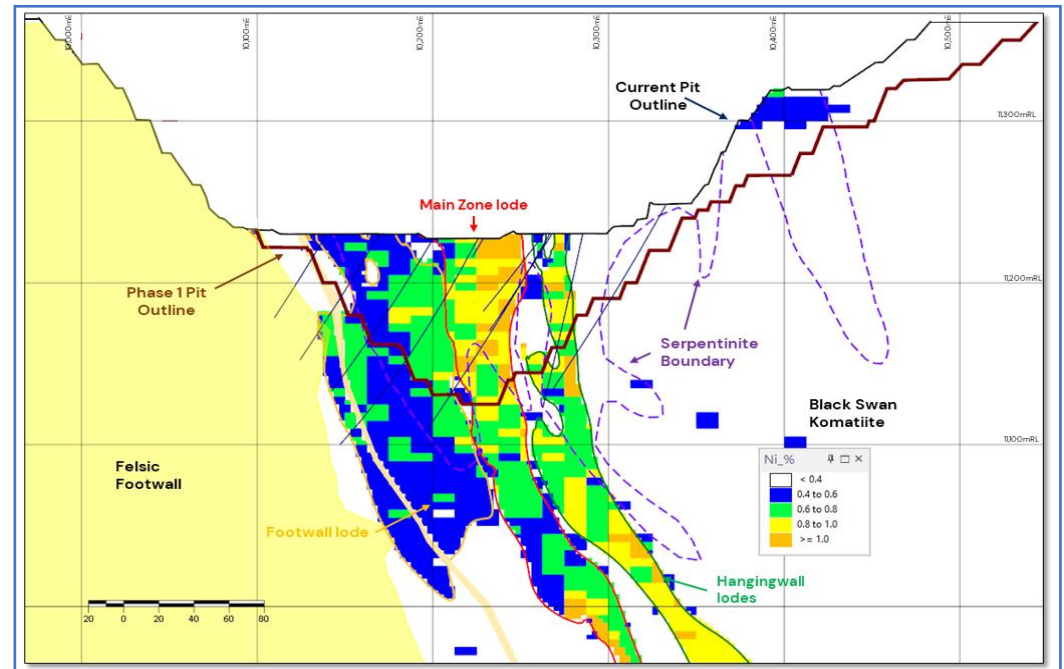 10,000mE
10,100mE
10,200mE
10,300mE
10,400mE
10,500mE
Current Pit
Outline
11,300mRL
Main Zone lode
Phase 1 Pit
Outline
11,200mRL
Serpentinite
Boundary
Black Swan
Komatiite
11,100mRL
Ni_%
< 0.4
0.4 to 0.6
0.6 to 0.8
0.8 to 1.0
>= 1.0
Felsic
Footwall
Footwall lode
Hangingwall
lodes
20 0 20 40 60 80